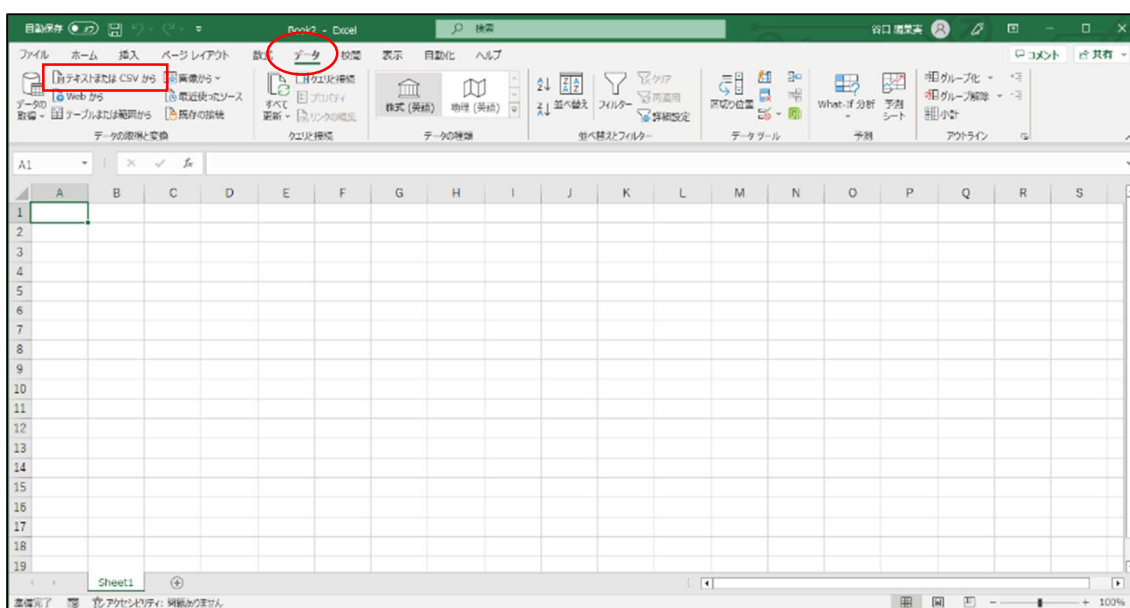 自動保存 オフ Book2 - Excel 検索
ファイル ホーム 挿入 ページ レイアウト 数式 データ 校閲 表示 自動化 ヘルプ コメント 共有
テキストまたは CSV から 画像から
Web から 最近使ったソース
テーブルまたは範囲から 既存の接続
データの取得
データの取得と変換
すべて更新
クエリと接続
プロパティ
リンクの編集
クエリと接続
株式 (英語) 地理 (英語)
データの種類
並べ替え フィルター
クリア
再適用
詳細設定
並べ替えとフィルター
区切り位置
データ ツール
What-If 分析 予測シート
予測
グループ化
グループ解除
小計
アウトライン
A1 fx
A B C D E F G H I J K L M N O P Q R S
1
2
3
4
5
6
7
8
9
10
11
12
13
14
15
16
17
18
19
Sheet1
準備完了 アクセシビリティ: 問題ありません 100%